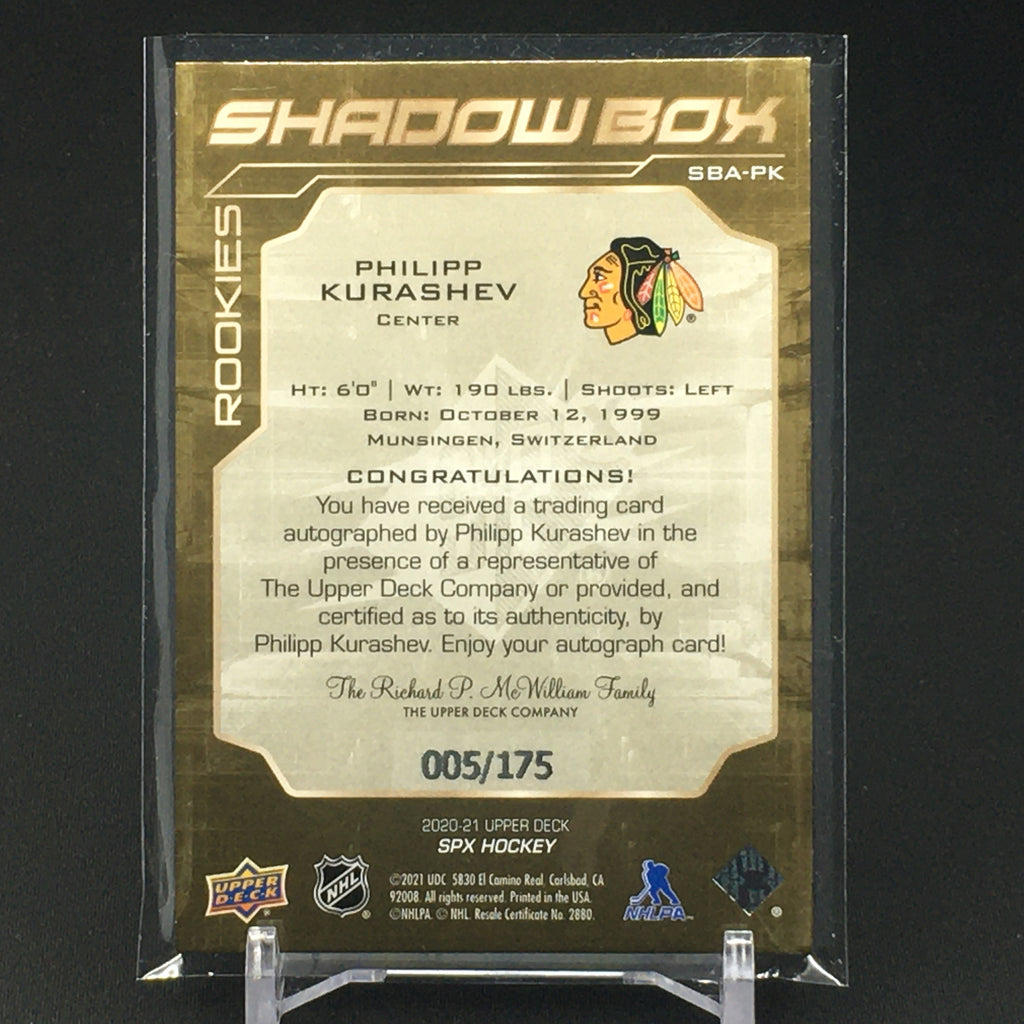 SHADOW BOX
SBA-PK
ROOKIES
PHILIPP
KURASHEV
CENTER
HT: 6'0" | WT: 190 LBS. | SHOOTS: LEFT
BORN: OCTOBER 12, 1999
MUNSINGEN, SWITZERLAND
CONGRATULATIONS!
You have received a trading card
autographed by Philipp Kurashev in the
presence of a representative of
The Upper Deck Company or provided, and
certified as to its authenticity, by
Philipp Kurashev. Enjoy your autograph card!
The Richard P. McWilliam Family
THE UPPER DECK COMPANY
005/175
2020-21 UPPER DECK
SPX HOCKEY
UPPER
D·E·C·K
®
NHL
®
©2021 UDC 5830 El Camino Real, Carlsbad, CA
92008. All rights reserved. Printed in the USA.
©NHLPA. © NHL. Resale Certificate No. 2880.
NHLPA
®